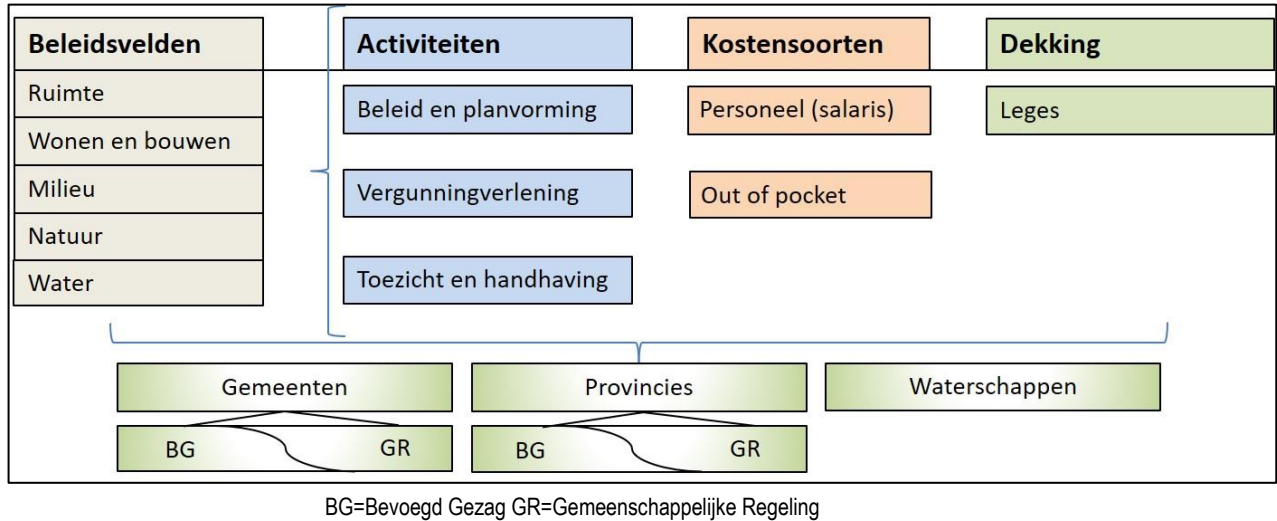 Beleidsvelden
Ruimte
Wonen en bouwen
Milieu
Natuur
Water
Activiteiten
Beleid en planvorming
Vergunningverlening
Toezicht en handhaving
Kostensoorten
Personeel (salaris)
Out of pocket
Dekking
Leges
Gemeenten
BG GR
Provincies
BG GR
Waterschappen
BG=Bevoegd Gezag GR=Gemeenschappelijke Regeling